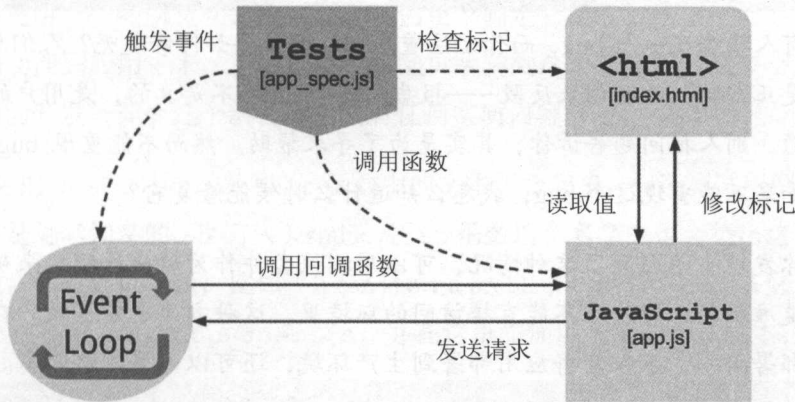 触发事件
Tests
[app_spec.js]
检查标记
<html>
[index.html]
调用函数
读取值
修改标记
调用回调函数
Event
Loop
JavaScript
[app.js]
发送请求